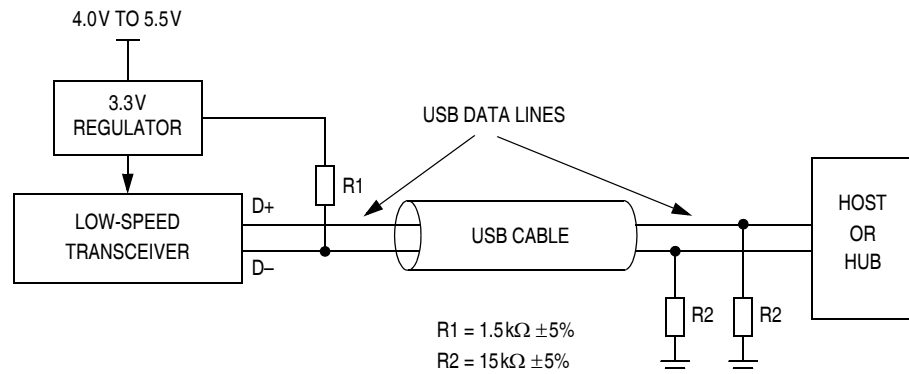 4.0V TO 5.5V
3.3V
REGULATOR
USB DATA LINES
R1
D+
LOW-SPEED
TRANSCEIVER
D–
USB CABLE
HOST
OR
HUB
R2
R2
R1 = 1.5kΩ ±5%
R2 = 15kΩ ±5%